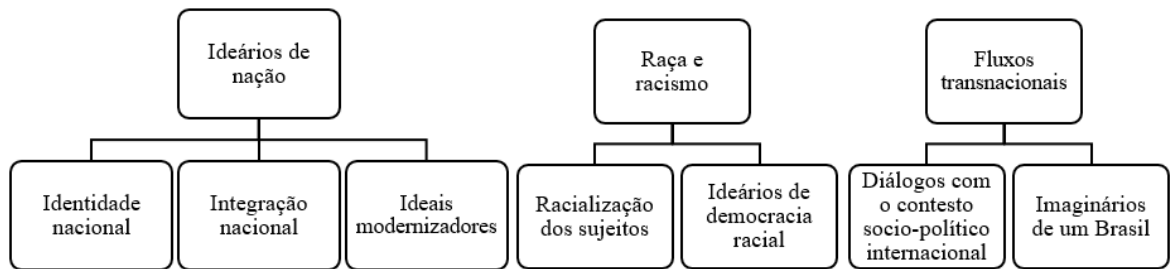 Ideários de
nação
Raça e
racismo
Fluxos
transnacionais
Identidade
nacional
Integração
nacional
Ideais
modernizadores
Racialização
dos sujeitos
Ideários de
democracia
racial
Diálogos com
o contesto
socio-político
internacional
Imaginários
de um Brasil